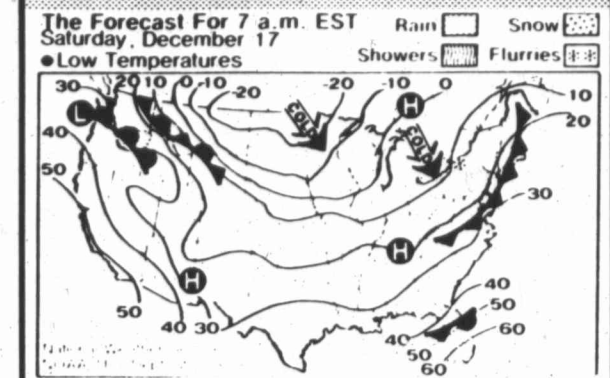 The Forecast For 7 a.m. EST
Saturday, December 17
●Low Temperatures
Rain
Snow
Showers
Flurries
30 20 10 0 -10 -20 -20 -10 0 10
20
L
H
40
COLD
COLD
50
30
H
H
50 40 30
40
50
60
40
50
60